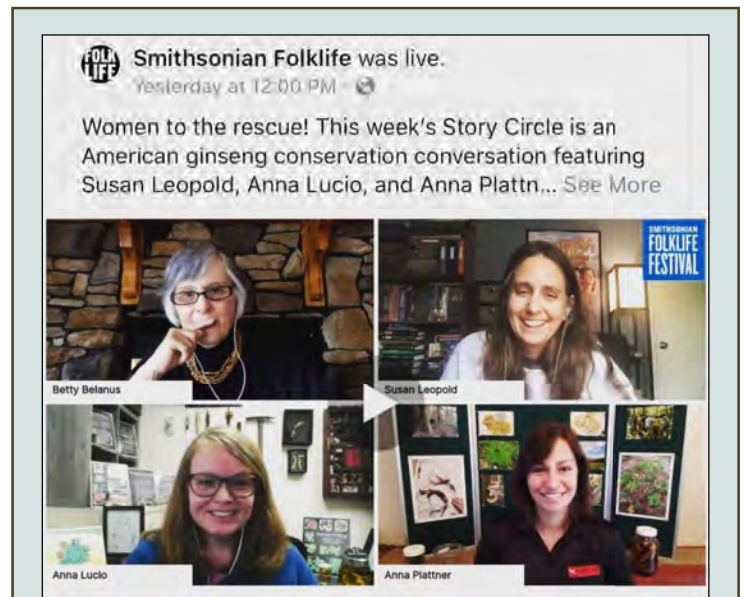 FOLK
LIFE
Smithsonian Folklife was live.
Yesterday at 12:00 PM ·
Women to the rescue! This week's Story Circle is an
American ginseng conservation conversation featuring
Susan Leopold, Anna Lucio, and Anna Plattn... See More
SMITHSONIAN
FOLKLIFE
FESTIVAL
Betty Belanus
Susan Leopold
Anna Lucio
Anna Plattner